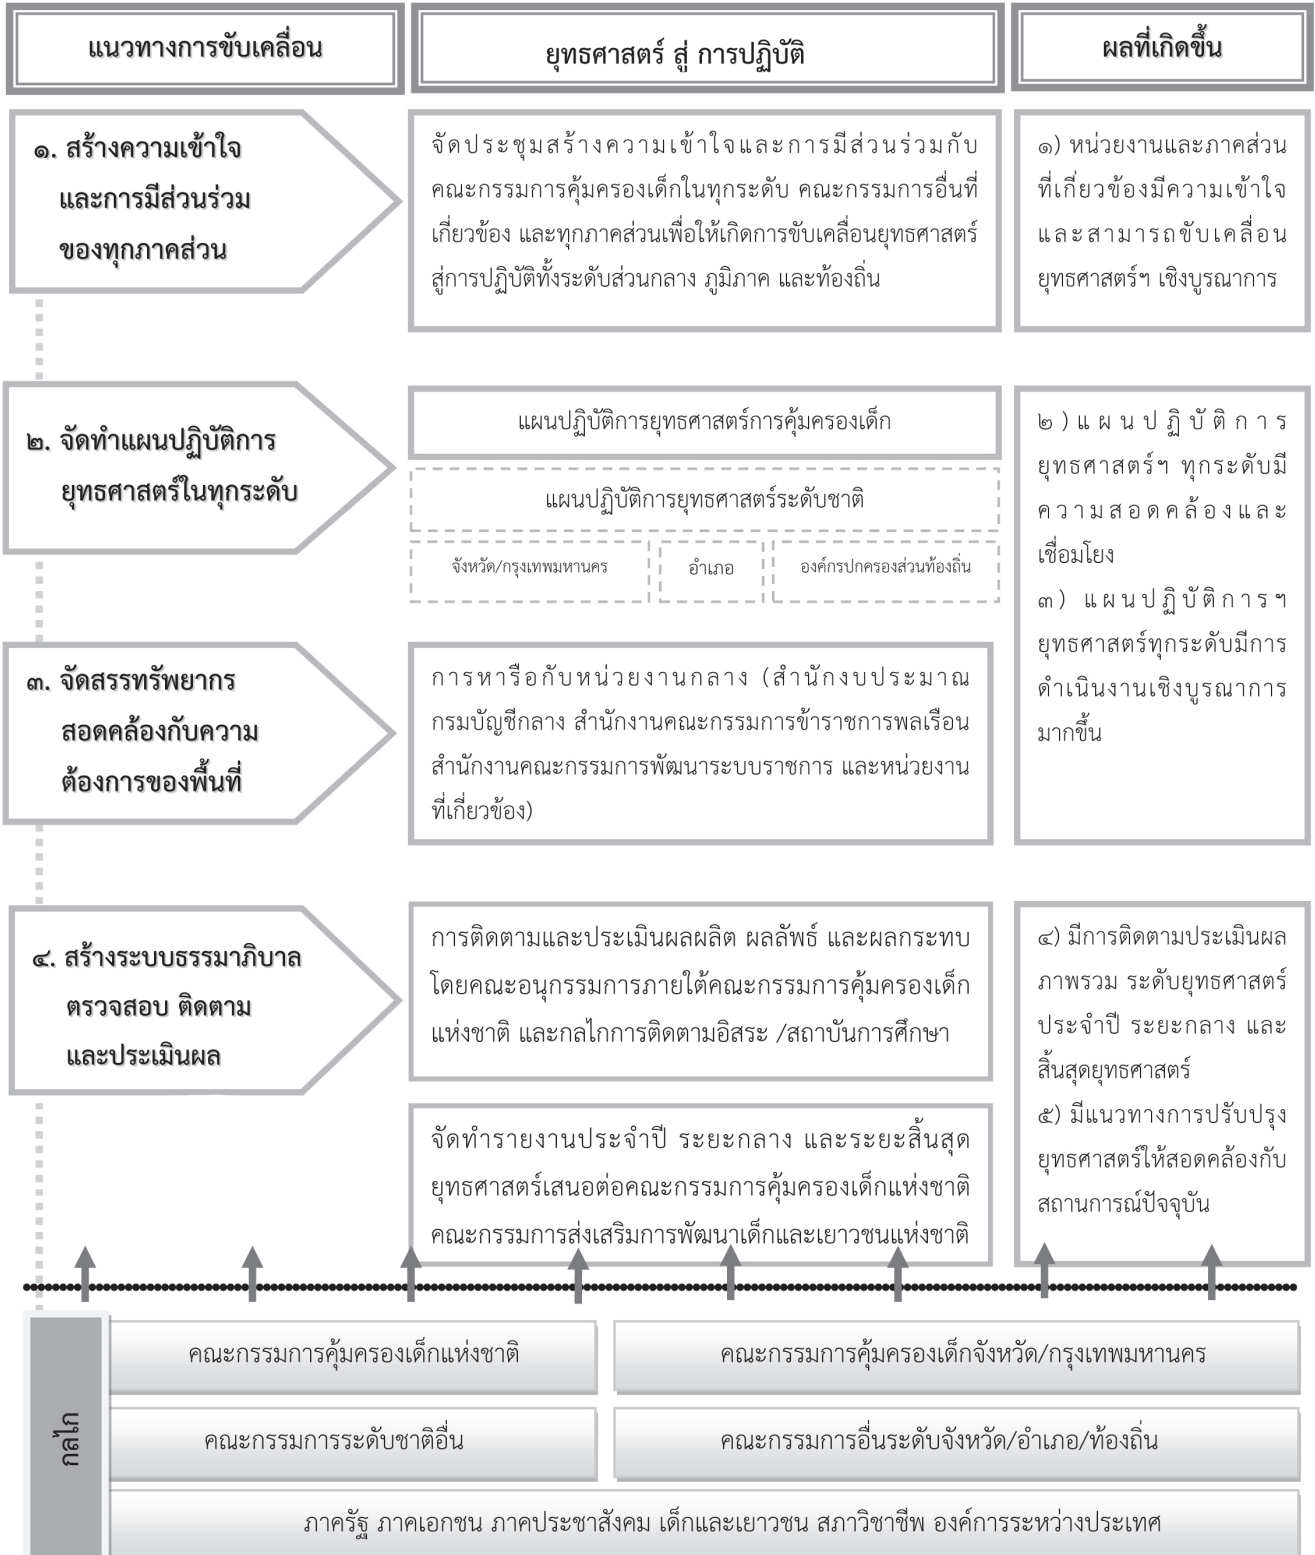 แนวทางการขับเคลื่อน
ยุทธศาสตร์ สู่ การปฏิบัติ
ผลที่เกิดขึ้น
๑. สร้างความเข้าใจ
และการมีส่วนร่วม
ของทุกภาคส่วน
จัดประชุมสร้างความเข้าใจและการมีส่วนร่วมกับ
คณะกรรมการคุ้มครองเด็กในทุกระดับ คณะกรรมการอื่นที่
เกี่ยวข้อง และทุกภาคส่วนเพื่อให้เกิดการขับเคลื่อนยุทธศาสตร์
สู่การปฏิบัติทั้งระดับส่วนกลาง ภูมิภาค และท้องถิ่น
๑) หน่วยงานและภาคส่วน
ที่เกี่ยวข้องมีความเข้าใจ
และสามารถขับเคลื่อน
ยุทธศาสตร์ฯ เชิงบูรณาการ
๒. จัดทำแผนปฏิบัติการ
ยุทธศาสตร์ในทุกระดับ
แผนปฏิบัติการยุทธศาสตร์การคุ้มครองเด็ก
แผนปฏิบัติการยุทธศาสตร์ระดับชาติ
จังหวัด/กรุงเทพมหานคร
อำเภอ
องค์กรปกครองส่วนท้องถิ่น
๒) แผนปฏิบัติการ
ยุทธศาสตร์ฯ ทุกระดับมี
ความสอดคล้องและ
เชื่อมโยง
๓) แผนปฏิบัติการฯ
ยุทธศาสตร์ทุกระดับมีการ
ดำเนินงานเชิงบูรณาการ
มากขึ้น
๓. จัดสรรทรัพยากร
สอดคล้องกับความ
ต้องการของพื้นที่
การหารือกับหน่วยงานกลาง (สำนักงบประมาณ
กรมบัญชีกลาง สำนักงานคณะกรรมการข้าราชการพลเรือน
สำนักงานคณะกรรมการพัฒนาระบบราชการ และหน่วยงาน
ที่เกี่ยวข้อง)
๔. สร้างระบบธรรมาภิบาล
ตรวจสอบ ติดตาม
และประเมินผล
การติดตามและประเมินผลผลิต ผลลัพธ์ และผลกระทบ
โดยคณะอนุกรรมการภายใต้คณะกรรมการคุ้มครองเด็ก
แห่งชาติ และกลไกการติดตามอิสระ /สถาบันการศึกษา
จัดทำรายงานประจำปี ระยะกลาง และระยะสิ้นสุด
ยุทธศาสตร์เสนอต่อคณะกรรมการคุ้มครองเด็กแห่งชาติ
คณะกรรมการส่งเสริมการพัฒนาเด็กและเยาวชนแห่งชาติ
๔) มีการติดตามประเมินผล
ภาพรวม ระดับยุทธศาสตร์
ประจำปี ระยะกลาง และ
สิ้นสุดยุทธศาสตร์
๕) มีแนวทางการปรับปรุง
ยุทธศาสตร์ให้สอดคล้องกับ
สถานการณ์ปัจจุบัน
กลไก
คณะกรรมการคุ้มครองเด็กแห่งชาติ
คณะกรรมการคุ้มครองเด็กจังหวัด/กรุงเทพมหานคร
คณะกรรมการระดับชาติอื่น
คณะกรรมการอื่นระดับจังหวัด/อำเภอ/ท้องถิ่น
ภาครัฐ ภาคเอกชน ภาคประชาสังคม เด็กและเยาวชน สภาวิชาชีพ องค์การระหว่างประเทศ